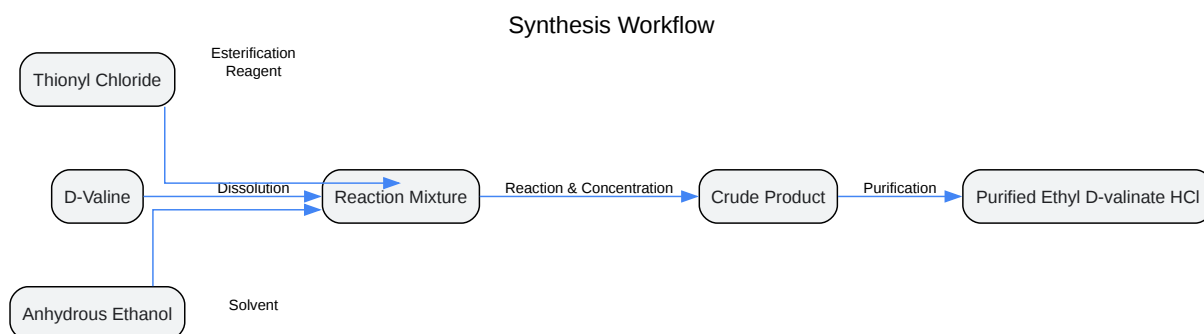 Synthesis Workflow
Esterification
Reagent
Thionyl Chloride
D-Valine
Dissolution
Reaction Mixture
Reaction & Concentration
Crude Product
Purification
Purified Ethyl D-valinate HCl
Anhydrous Ethanol
Solvent